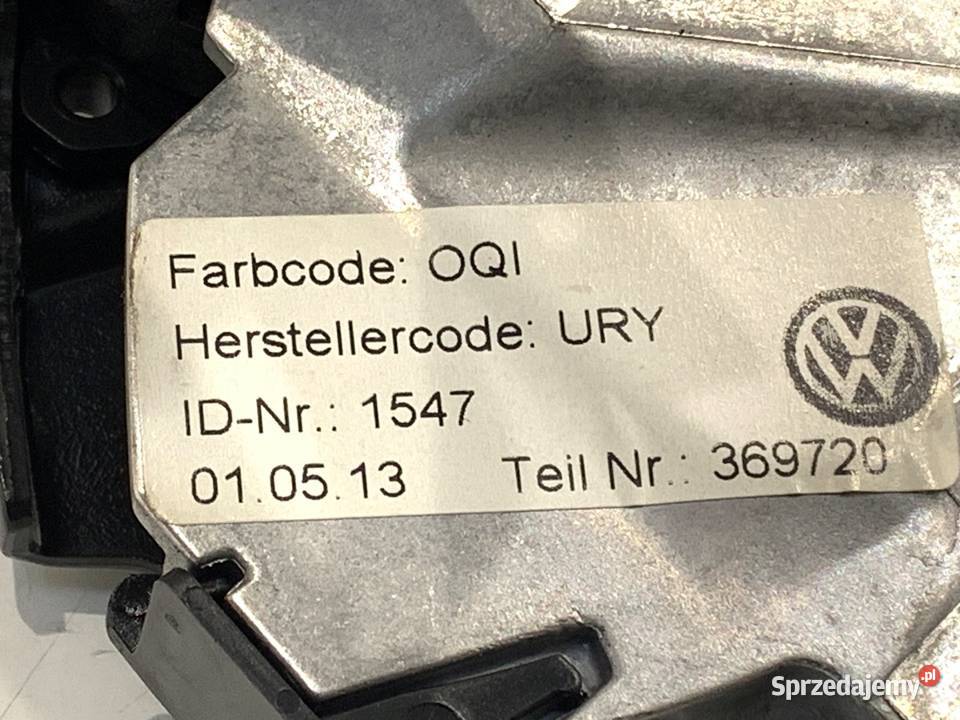 Farbcode: OQI
Herstellercode: URY
ID-Nr.: 1547
01.05.13 Teil Nr.: 369720
Sprzedajemy.pl